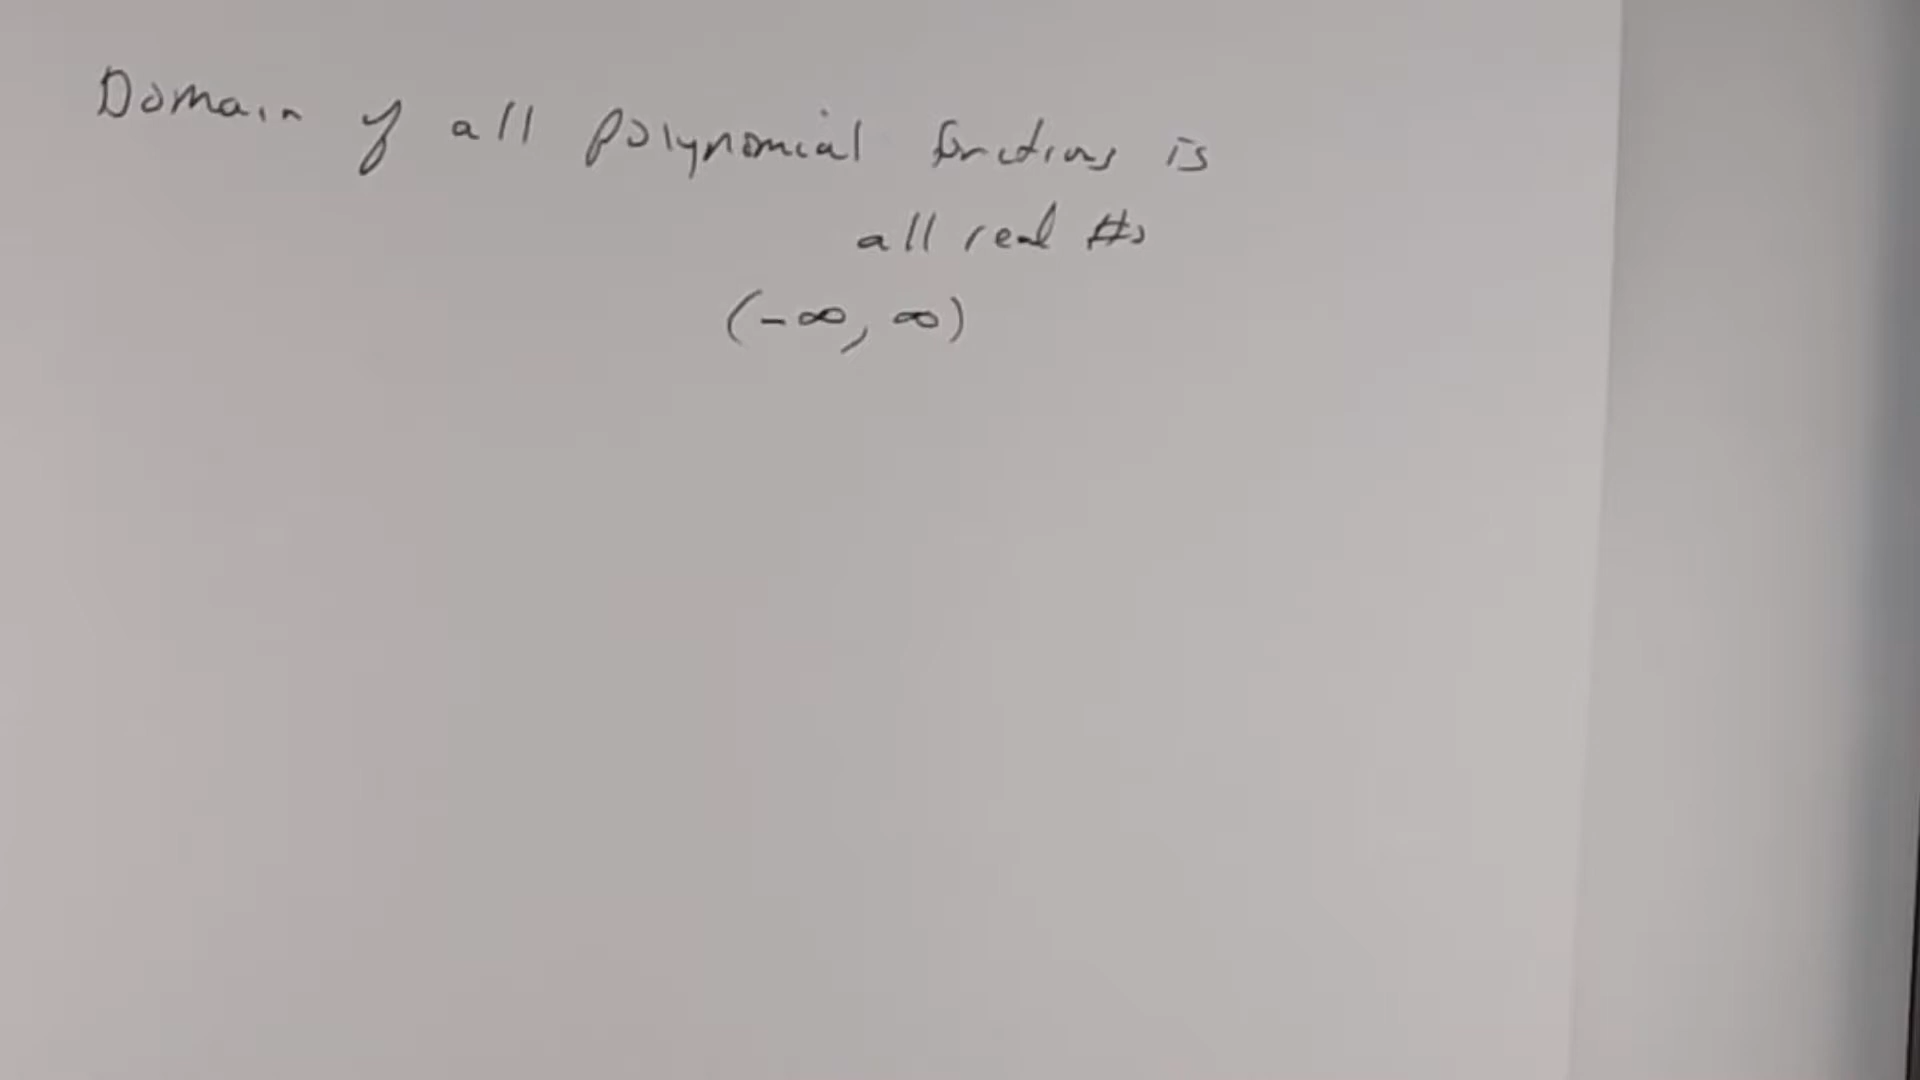 Domain of all polynomial functions is
all real #s
(-∞, ∞)